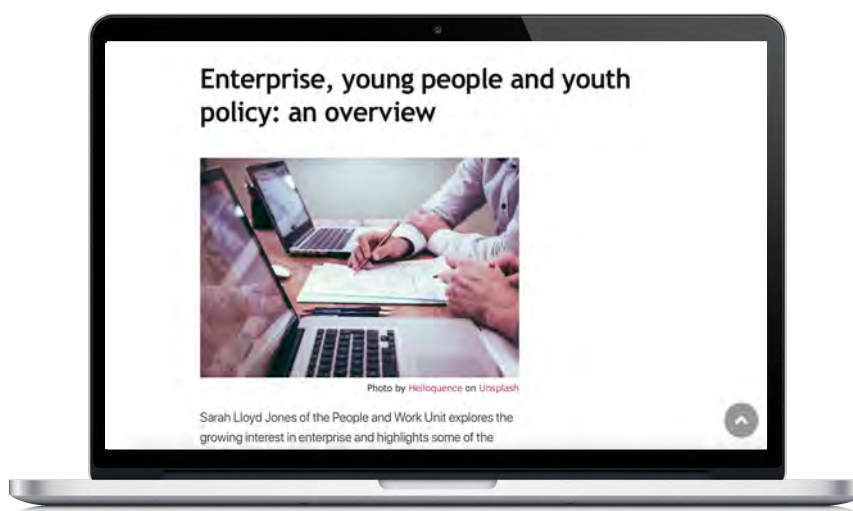 Enterprise, young people and youth
policy: an overview
Photo by Helloquence on Unsplash
Sarah Lloyd Jones of the People and Work Unit explores the
growing interest in enterprise and highlights some of the